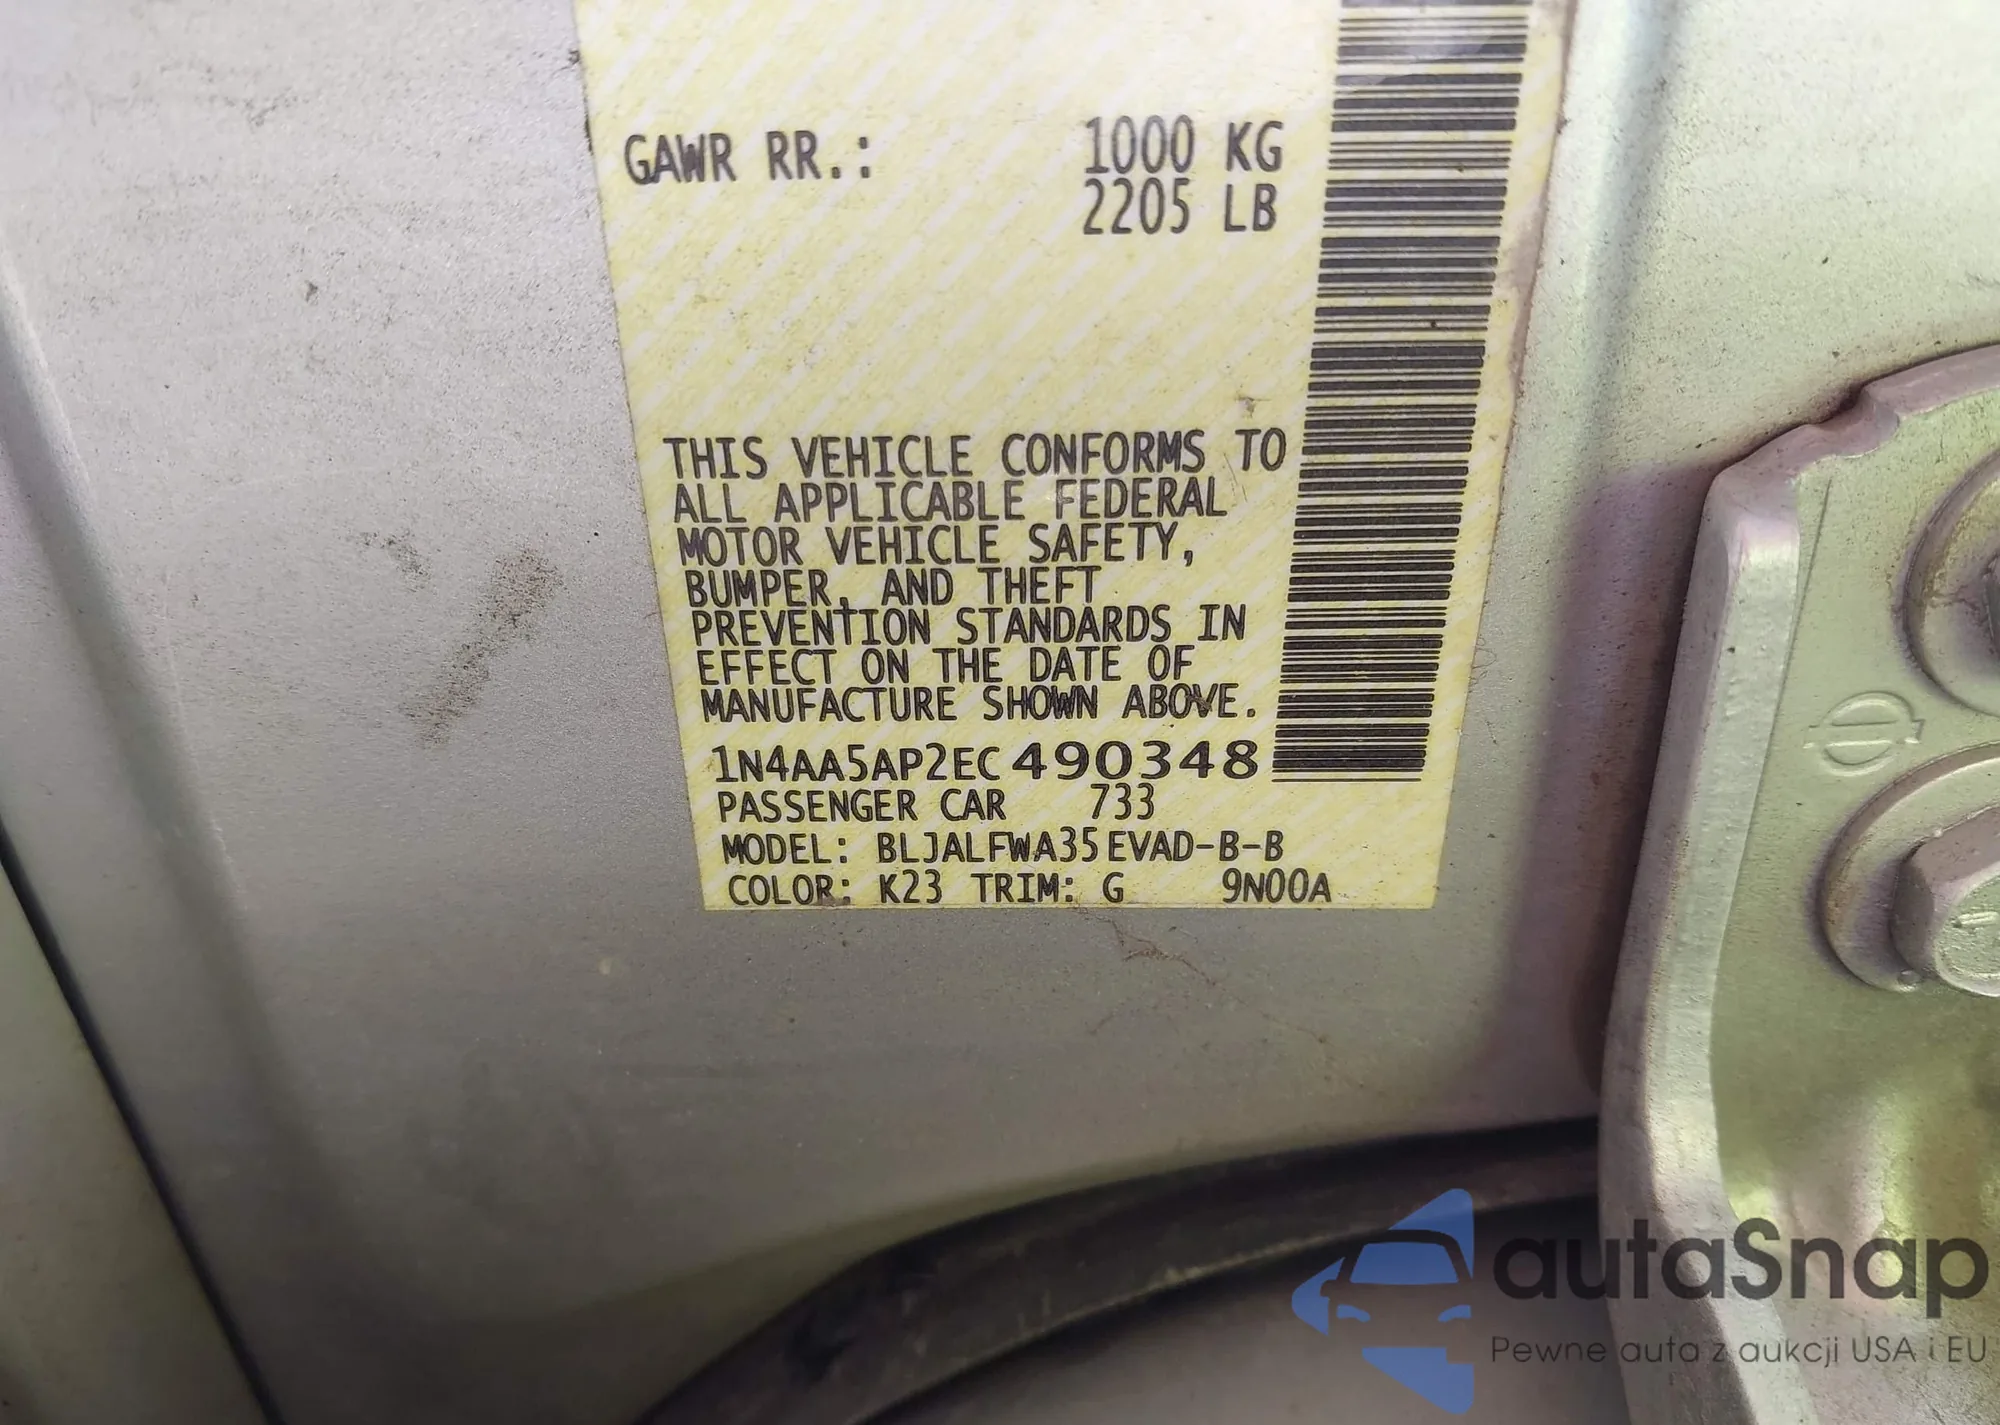 GAWR RR.: 1000 KG
2205 LB
THIS VEHICLE CONFORMS TO
ALL APPLICABLE FEDERAL
MOTOR VEHICLE SAFETY,
BUMPER, AND THEFT
PREVENTION STANDARDS IN
EFFECT ON THE DATE OF
MANUFACTURE SHOWN ABOVE.
1N4AA5AP2EC490348
PASSENGER CAR 733
MODEL: BLJALFWA35EVAD-B-B
COLOR: K23 TRIM: G 9N00A
autaSnap
Pewne auta z aukcji USA i EU